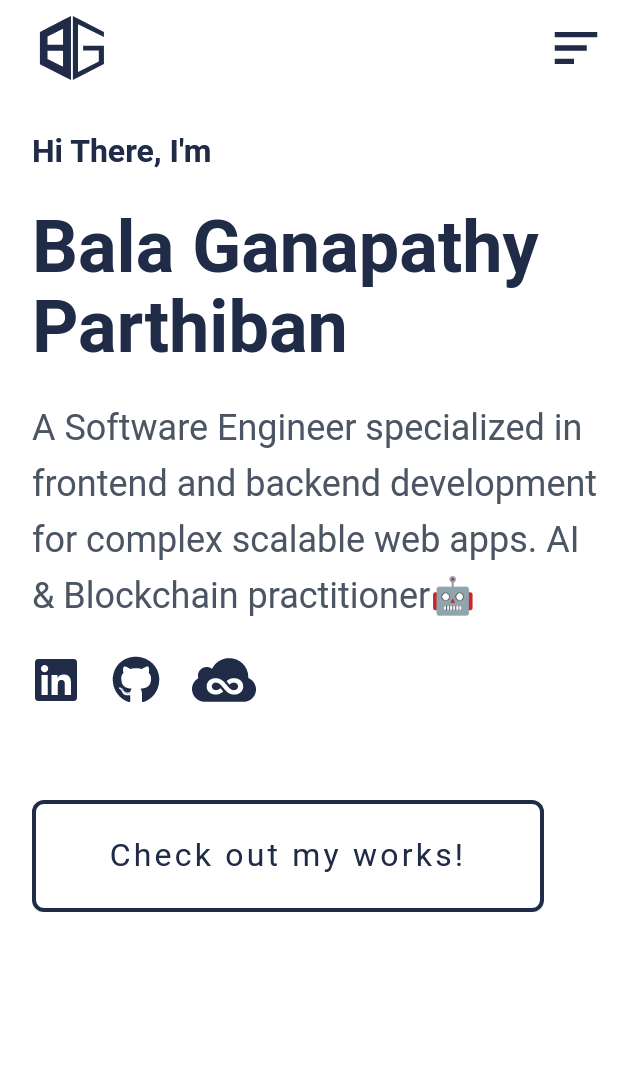 BG
Hi There, I'm
Bala Ganapathy
Parthiban
A Software Engineer specialized in
frontend and backend development
for complex scalable web apps. AI
& Blockchain practitioner🤖
in
Check out my works!